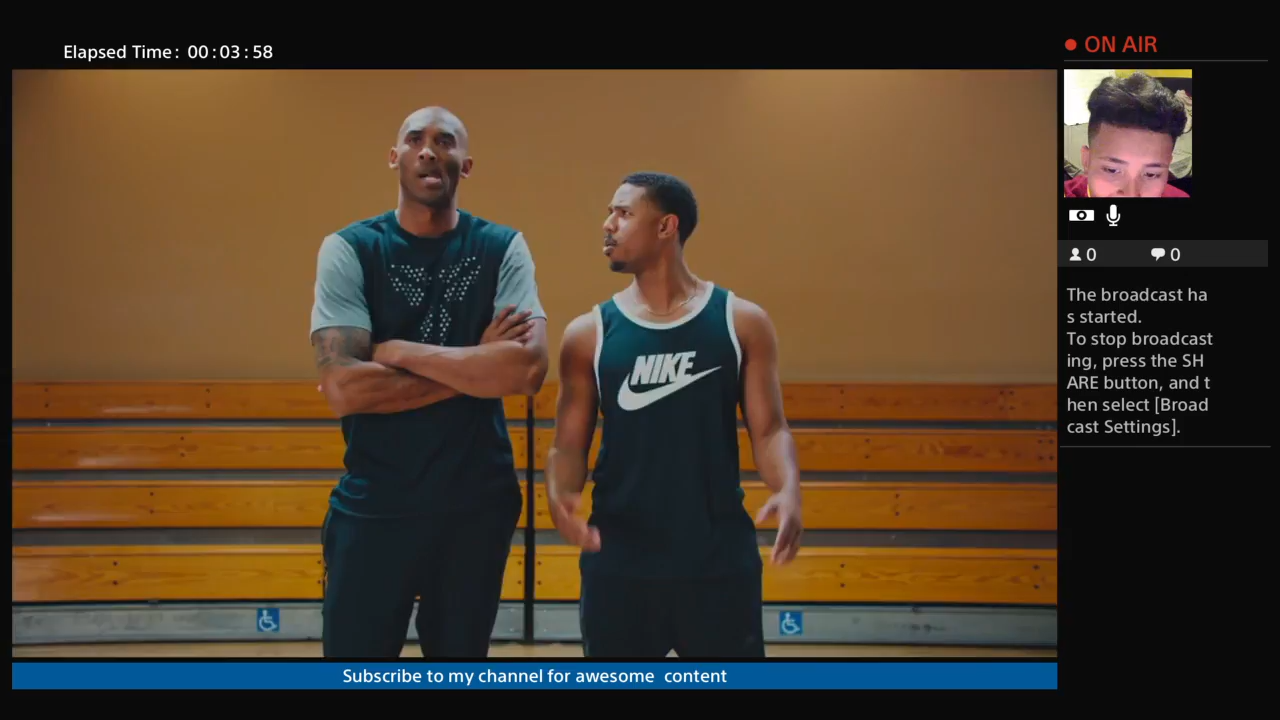 Elapsed Time: 00:03:58
ON AIR
NIKE
0 0
The broadcast ha
s started.
To stop broadcast
ing, press the SH
ARE button, and t
hen select [Broad
cast Settings].
Subscribe to my channel for awesome  content